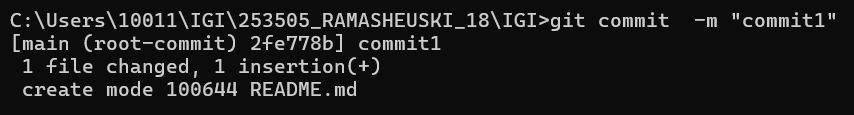 C:\Users\10011\IGI\253505_RAMASHEUSKI_18\IGI>git commit  -m "commit1"
[main (root-commit) 2fe778b] commit1
 1 file changed, 1 insertion(+)
 create mode 100644 README.md